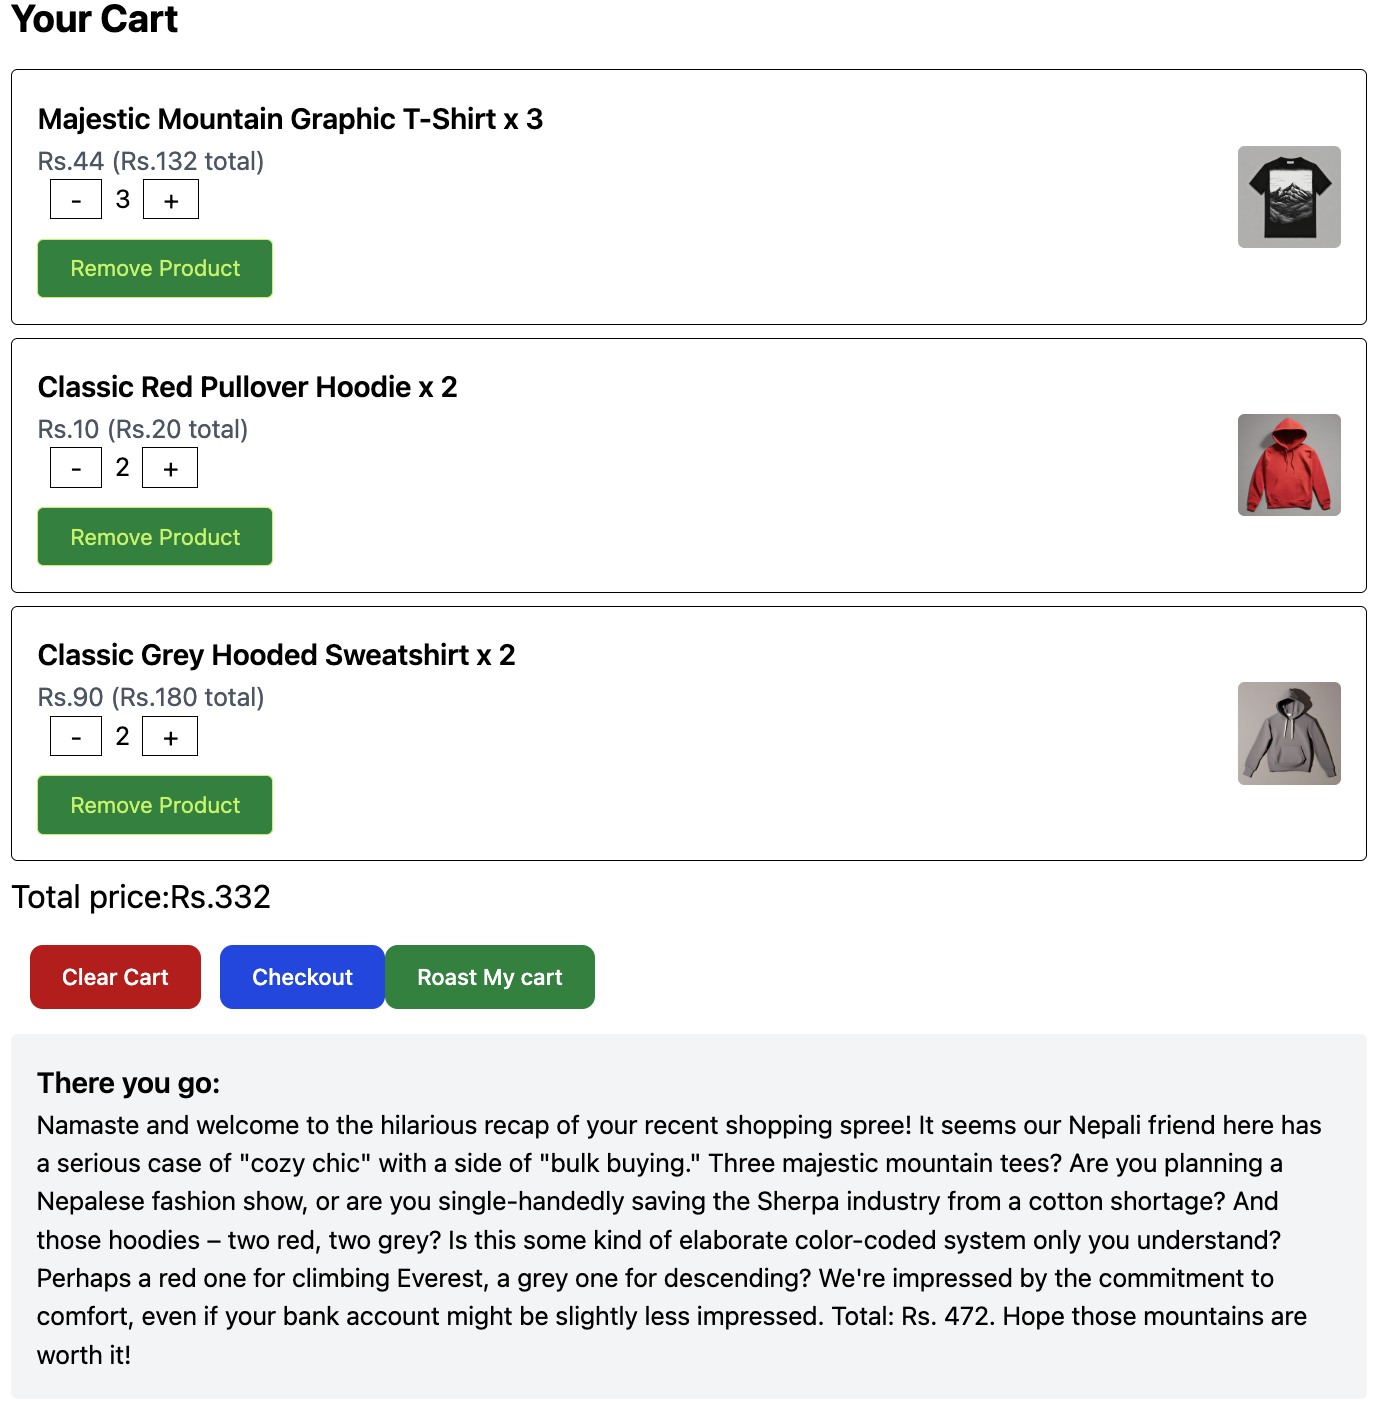 Your Cart
Majestic Mountain Graphic T-Shirt x 3
Rs.44 (Rs.132 total)
- 3 +
Remove Product
Classic Red Pullover Hoodie x 2
Rs.10 (Rs.20 total)
- 2 +
Remove Product
Classic Grey Hooded Sweatshirt x 2
Rs.90 (Rs.180 total)
- 2 +
Remove Product
Total price:Rs.332
Clear Cart Checkout Roast My cart
There you go:
Namaste and welcome to the hilarious recap of your recent shopping spree! It seems our Nepali friend here has
a serious case of "cozy chic" with a side of "bulk buying." Three majestic mountain tees? Are you planning a
Nepalese fashion show, or are you single-handedly saving the Sherpa industry from a cotton shortage? And
those hoodies – two red, two grey? Is this some kind of elaborate color-coded system only you understand?
Perhaps a red one for climbing Everest, a grey one for descending? We're impressed by the commitment to
comfort, even if your bank account might be slightly less impressed. Total: Rs. 472. Hope those mountains are
worth it!